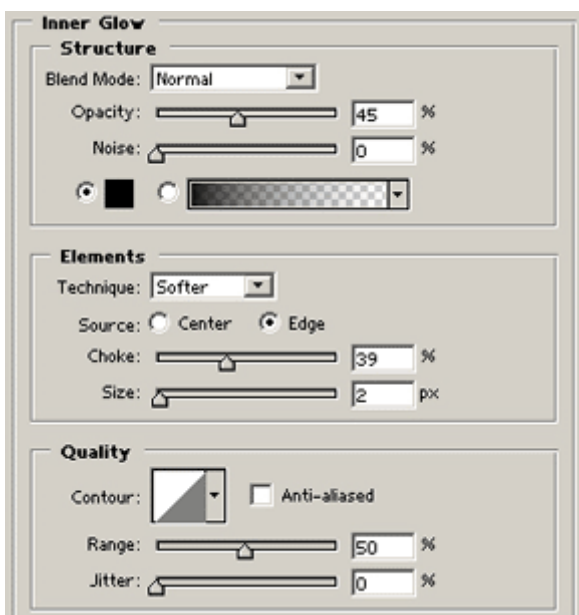 Inner Glow
Structure
Blend Mode: Normal
Opacity: 45 %
Noise: 0 %
Elements
Technique: Softer
Source: Center Edge
Choke: 39 %
Size: 2 px
Quality
Contour: Anti-aliased
Range: 50 %
Jitter: 0 %